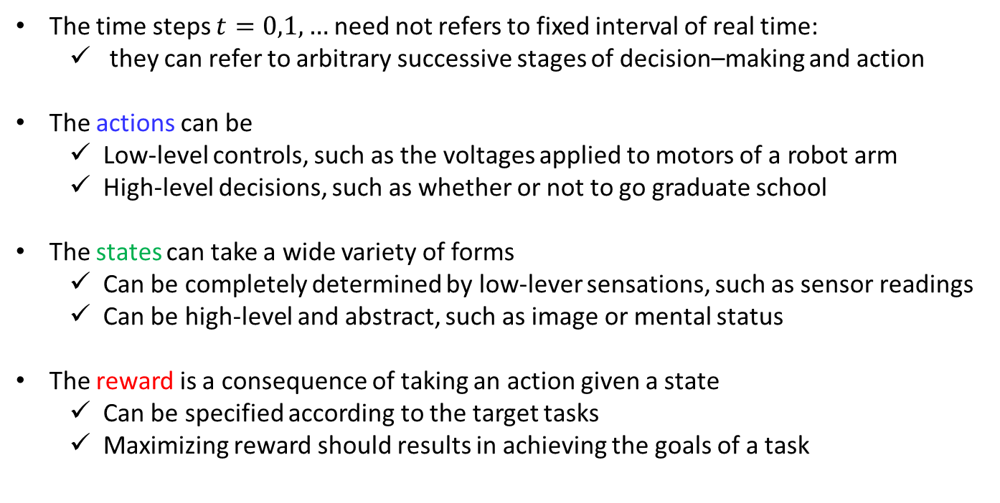 • The time steps t = 0,1, … need not refers to fixed interval of real time:
✓ they can refer to arbitrary successive stages of decision–making and action
• The actions can be
✓ Low-level controls, such as the voltages applied to motors of a robot arm
✓ High-level decisions, such as whether or not to go graduate school
• The states can take a wide variety of forms
✓ Can be completely determined by low-lever sensations, such as sensor readings
✓ Can be high-level and abstract, such as image or mental status
• The reward is a consequence of taking an action given a state
✓ Can be specified according to the target tasks
✓ Maximizing reward should results in achieving the goals of a task